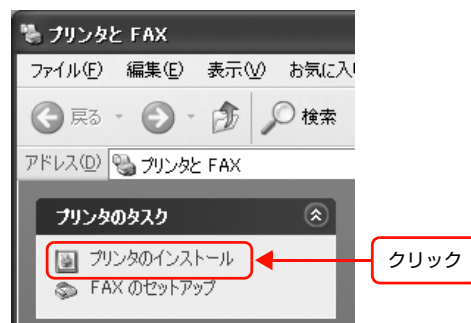 プリンタと FAX
ファイル(F) 編集(E) 表示(V) お気に入
戻る 検索
アドレス(D) プリンタと FAX
プリンタのタスク
プリンタのインストール
クリック
FAX のセットアップ